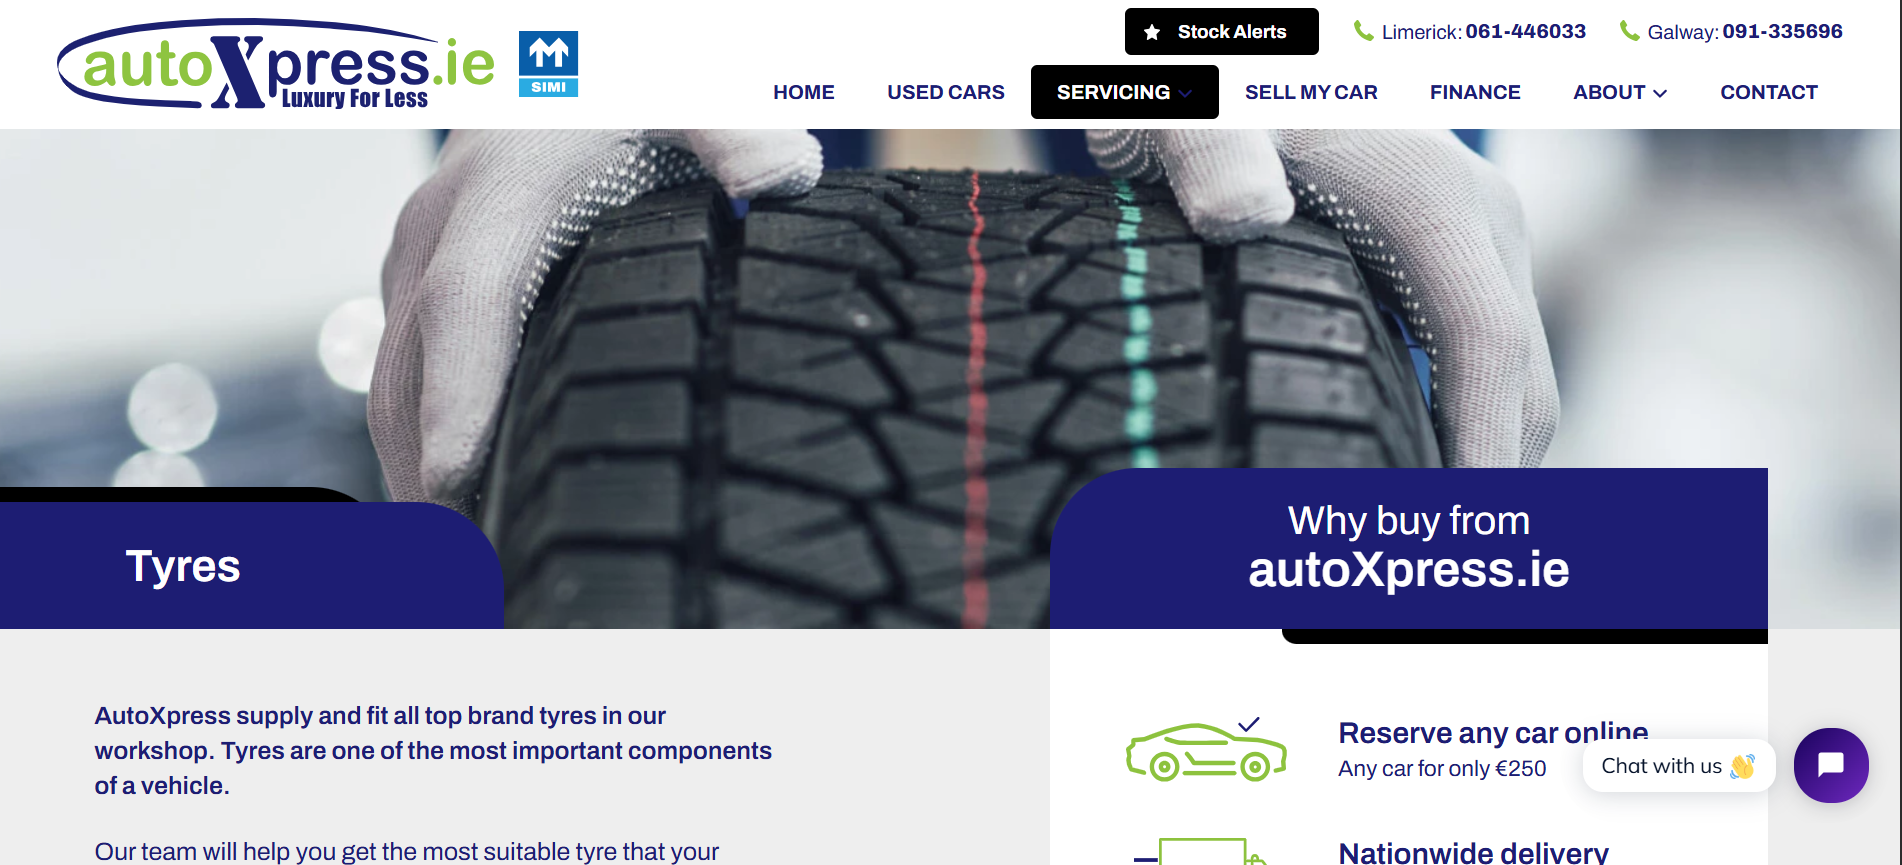 autoXpress.ie
Luxury For Less
SIMI
Stock Alerts
Limerick: 061-446033
Galway: 091-335696
HOME
USED CARS
SERVICING
SELL MY CAR
FINANCE
ABOUT
CONTACT
Tyres
Why buy from
autoXpress.ie
AutoXpress supply and fit all top brand tyres in our
workshop. Tyres are one of the most important components
of a vehicle.
Our team will help you get the most suitable tyre that your
Reserve any car online
Any car for only €250
Nationwide delivery
Chat with us 👋